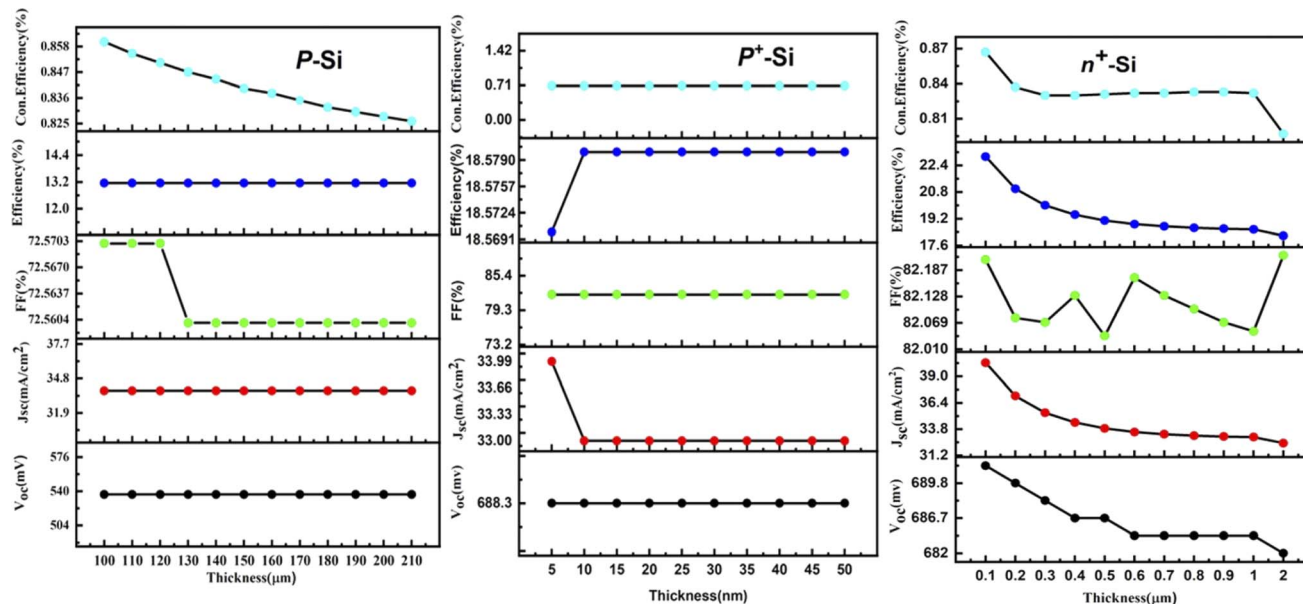 P-Si
Con.Efficiency(%)
0.858
0.847
0.836
0.825
Efficiency(%)
14.4
13.2
12.0
FF(%)
72.5703
72.5670
72.5637
72.5604
Jsc(mA/cm²)
37.7
34.8
31.9
Voc(mV)
576
540
504
100 110 120 130 140 150 160 170 180 190 200 210
Thickness(μm)
P⁺-Si
Con.Efficiency(%)
1.42
0.71
0.00
Efficiency(%)
18.5790
18.5757
18.5724
18.5691
FF(%)
85.4
79.3
73.2
Jsc(mA/cm²)
33.99
33.66
33.33
33.00
Voc(mv)
688.3
5 10 15 20 25 30 35 40 45 50
Thickness(nm)
n⁺-Si
Con.Efficiency(%)
0.87
0.84
0.81
Efficiency(%)
22.4
20.8
19.2
17.6
FF(%)
82.187
82.128
82.069
82.010
Jsc(mA/cm²)
39.0
36.4
33.8
31.2
Voc(mv)
689.8
686.7
682
0.1 0.2 0.3 0.4 0.5 0.6 0.7 0.8 0.9 1 2
Thickness(μm)